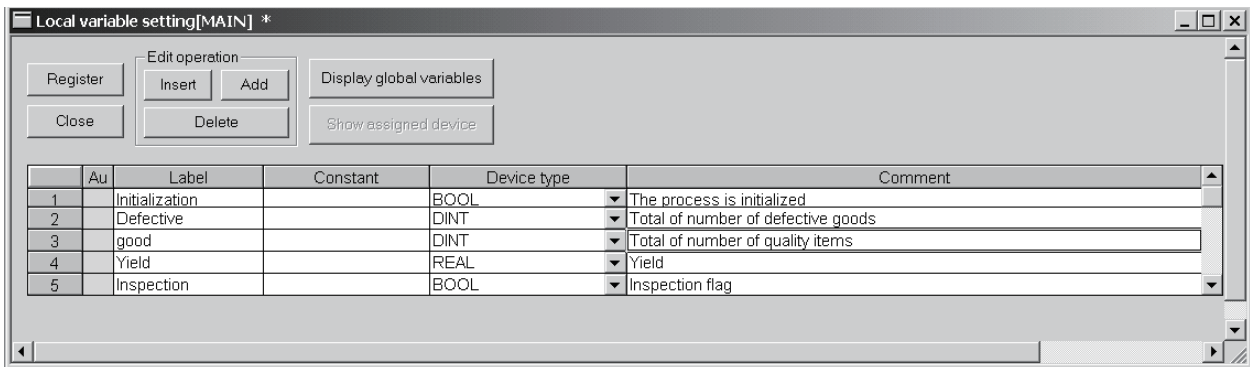 Local variable setting[MAIN] *
Edit operation
Register
Insert
Add
Display global variables
Close
Delete
Show assigned device
Au Label Constant Device type Comment
1 Initialization BOOL The process is initialized
2 Defective DINT Total of number of defective goods
3 good DINT Total of number of quality items
4 Yield REAL Yield
5 Inspection BOOL Inspection flag